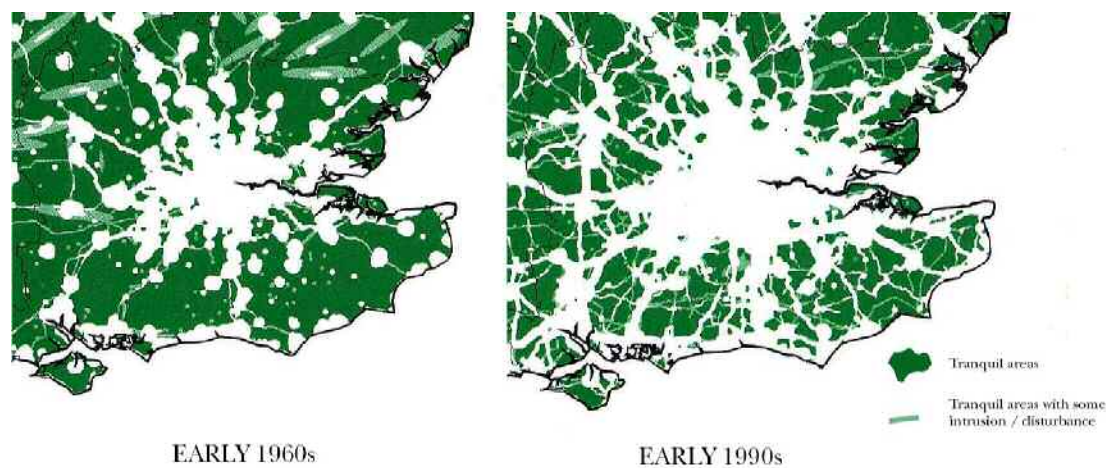 Tranquil areas
Tranquil areas with some
intrusion / disturbance
EARLY 1960s
EARLY 1990s